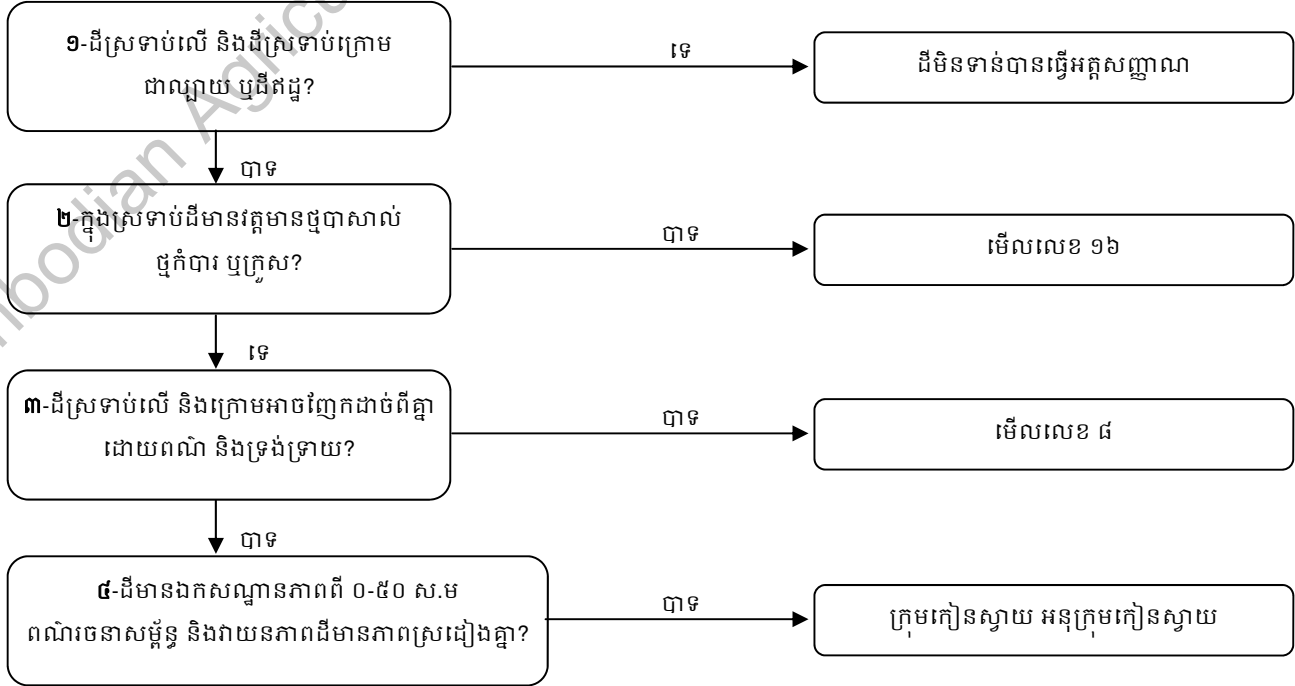 ១-ដីស្រទាប់លើ និងដីស្រទាប់ក្រោម
ជាល្បាយ ឬដីឥដ្ឋ?
ទេ
ដីមិនទាន់បានធ្វើអត្តសញ្ញាណ
បាទ
២-ក្នុងស្រទាប់ដីមានវត្តមានថ្មបាសាល់
ថ្មកំបោរ ឬក្រួស?
បាទ
មើលលេខ ១៦
ទេ
៣-ដីស្រទាប់លើ និងក្រោមអាចញែកដាច់ពីគ្នា
ដោយពណ៌ និងទ្រង់ទ្រាយ?
បាទ
មើលលេខ ៨
បាទ
៤-ដីមានឯកសណ្ឋានភាពពី ០-៥០ ស.ម
ពណ៌រចនាសម្ព័ន្ធ និងវាយនភាពដីមានភាពស្រដៀងគ្នា?
បាទ
ក្រុមកៀនស្វាយ អនុក្រុមកៀនស្វាយ